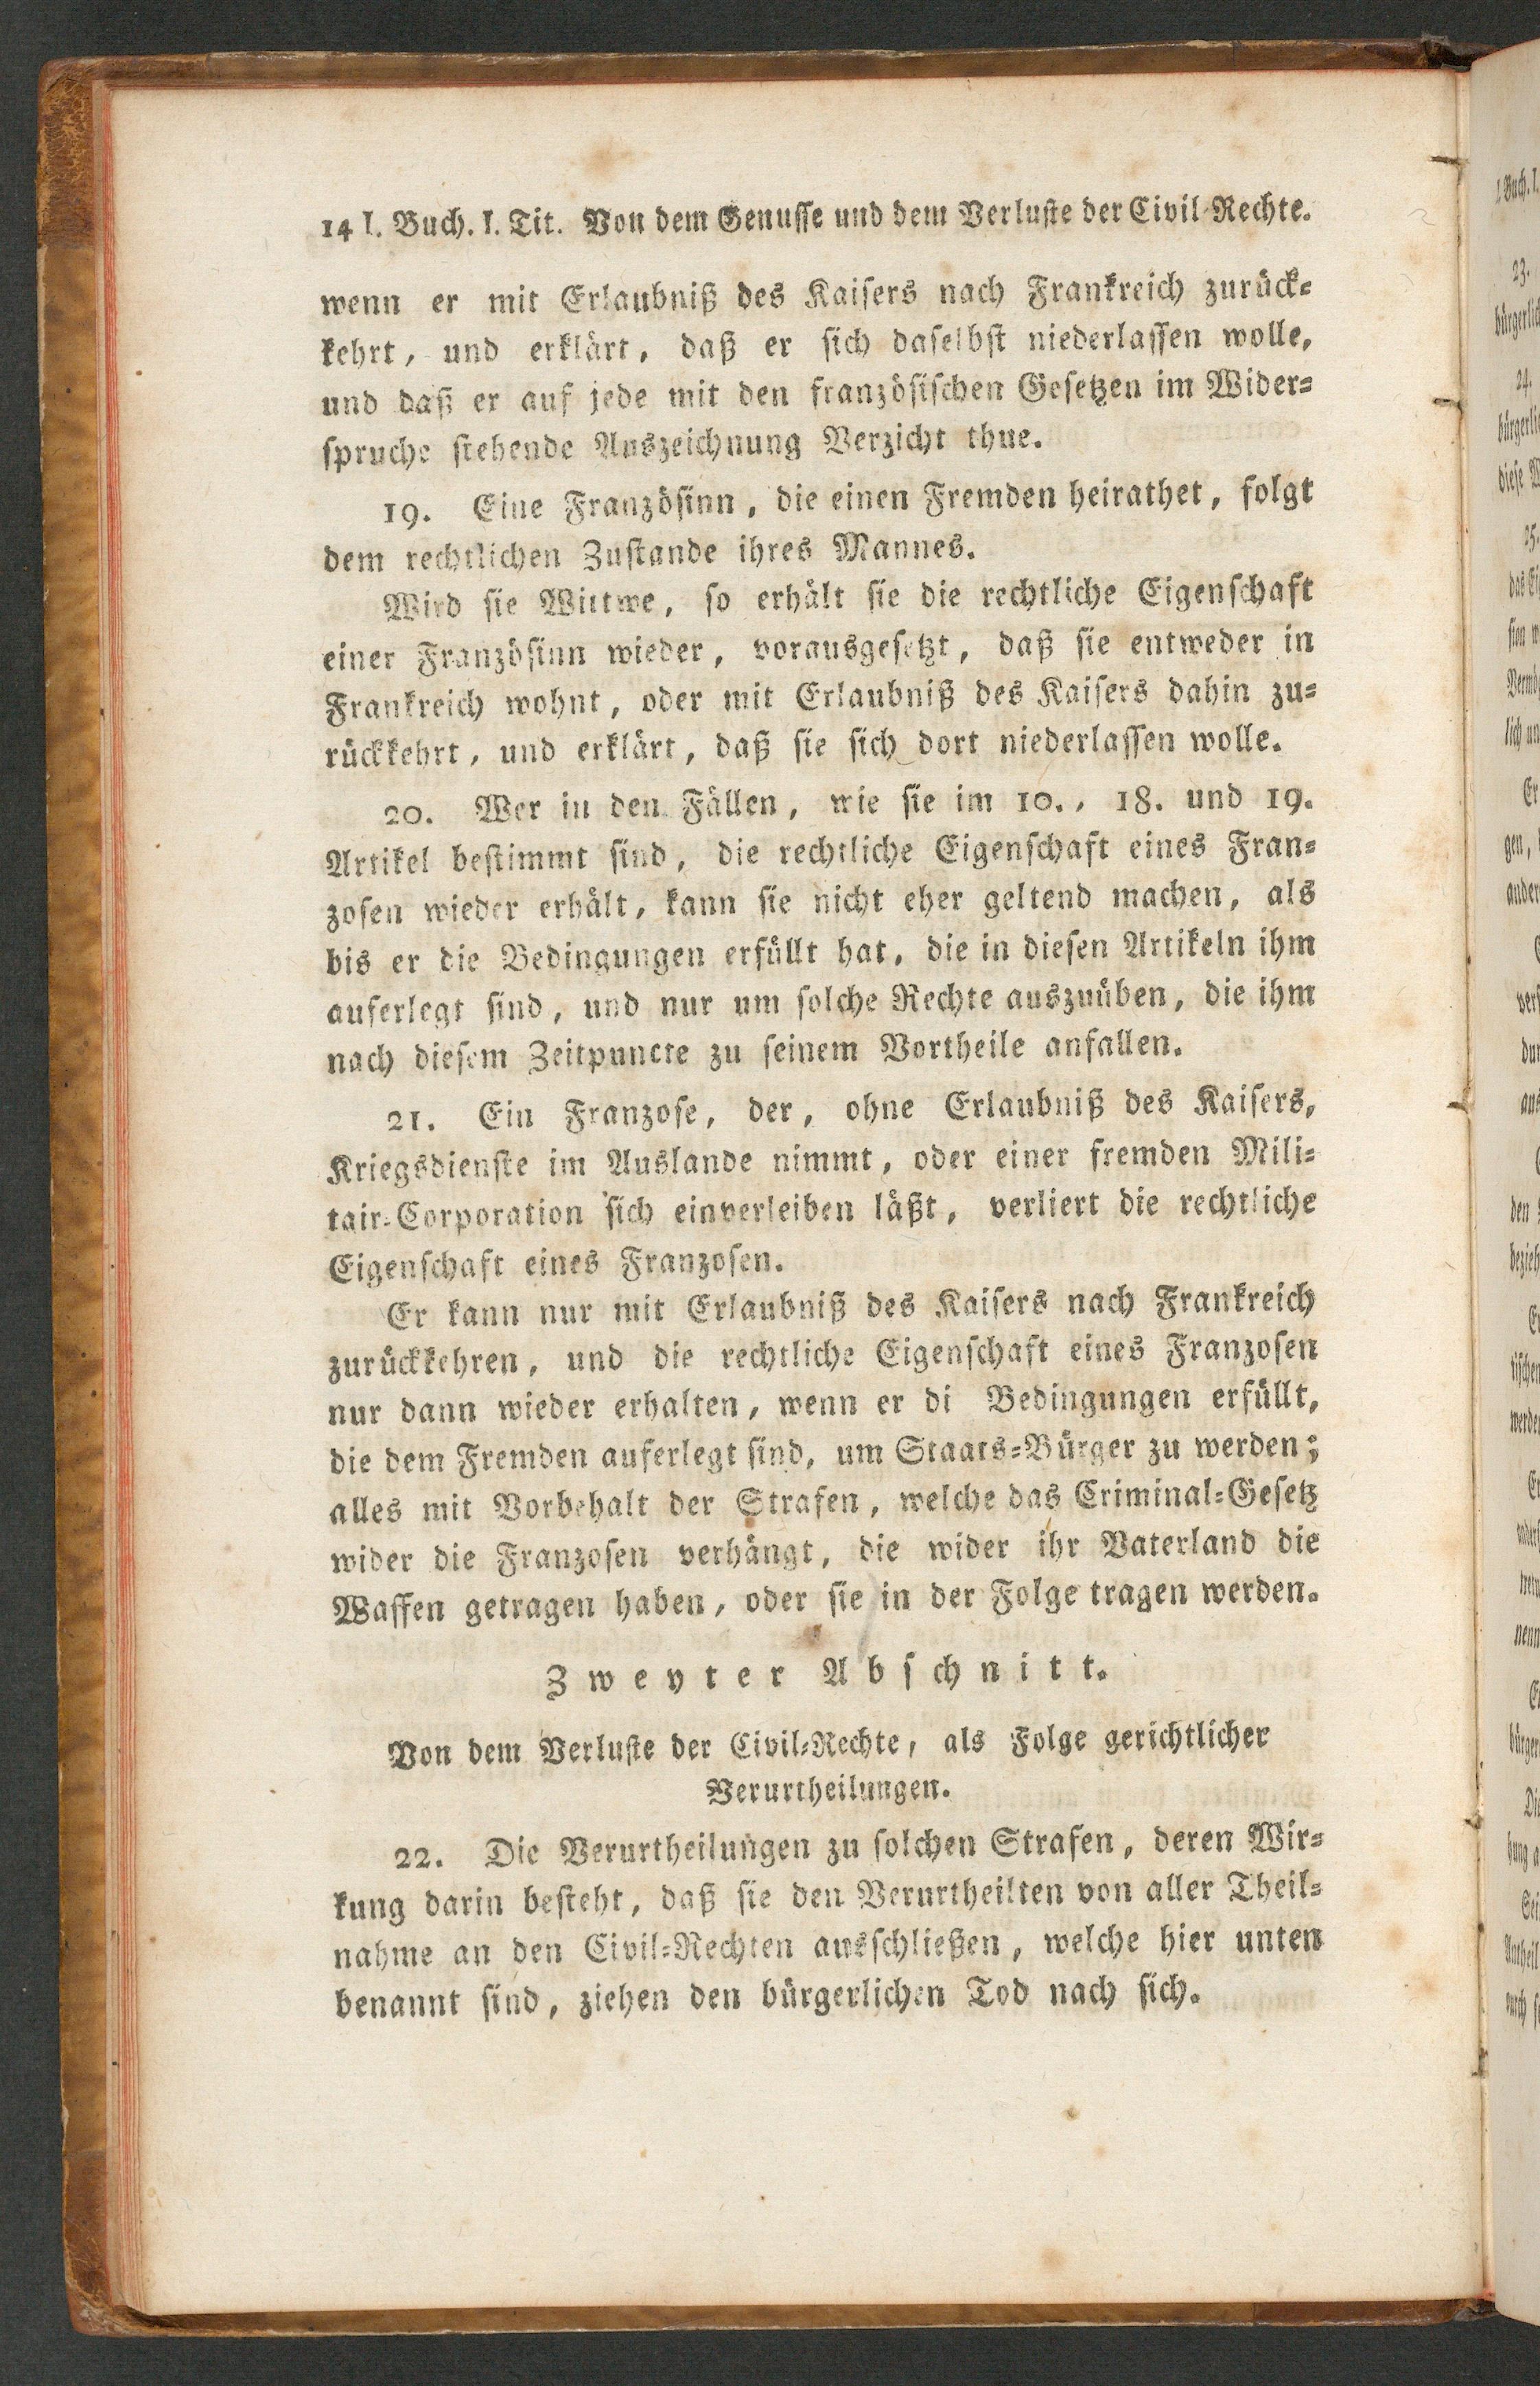 14 I. Buch. I. Tit. Von dem Genusse und dem Verluste der Civil-Rechte.
wenn er mit Erlaubniß des Kaisers nach Frankreich zurück-
kehrt, und erklärt, daß er sich daselbst niederlassen wolle,
und daß er auf jede mit den französischen Gesetzen im Wider-
spruche stehende Auszeichnung Verzicht thue.
19. Eine Französinn, die einen Fremden heirathet, folgt
dem rechtlichen Zustande ihres Mannes.
Wird sie Wittwe, so erhält sie die rechtliche Eigenschaft
einer Französinn wieder, vorausgesetzt, daß sie entweder in
Frankreich wohnt, oder mit Erlaubniß des Kaisers dahin zu-
rückkehrt, und erklärt, daß sie sich dort niederlassen wolle.
20. Wer in den Fällen, wie sie im 10., 18. und 19.
Artikel bestimmt sind, die rechtliche Eigenschaft eines Fran-
zosen wieder erhält, kann sie nicht eher geltend machen, als
bis er die Bedingungen erfüllt hat, die in diesen Artikeln ihm
auferlegt sind, und nur um solche Rechte auszuüben, die ihm
nach diesem Zeitpuncte zu seinem Vortheile anfallen.
21. Ein Franzose, der, ohne Erlaubniß des Kaisers,
Kriegsdienste im Auslande nimmt, oder einer fremden Mili-
tair-Corporation sich einverleiben läßt, verliert die rechtliche
Eigenschaft eines Franzosen.
Er kann nur mit Erlaubniß des Kaisers nach Frankreich
zurückkehren, und die rechtliche Eigenschaft eines Franzosen
nur dann wieder erhalten, wenn er di Bedingungen erfüllt,
die dem Fremden auferlegt sind, um Staats-Bürger zu werden;
alles mit Vorbehalt der Strafen, welche das Criminal-Gesetz
wider die Franzosen verhängt, die wider ihr Vaterland die
Waffen getragen haben, oder sie in der Folge tragen werden.
Zweyter Abschnitt.
Von dem Verluste der Civil-Rechte, als Folge gerichtlicher
Verurtheilungen.
22. Die Verurtheilungen zu solchen Strafen, deren Wir-
kung darin besteht, daß sie den Verurtheilten von aller Theil-
nahme an den Civil-Rechten ausschließen, welche hier unten
benannt sind, ziehen den bürgerlichen Tod nach sich.